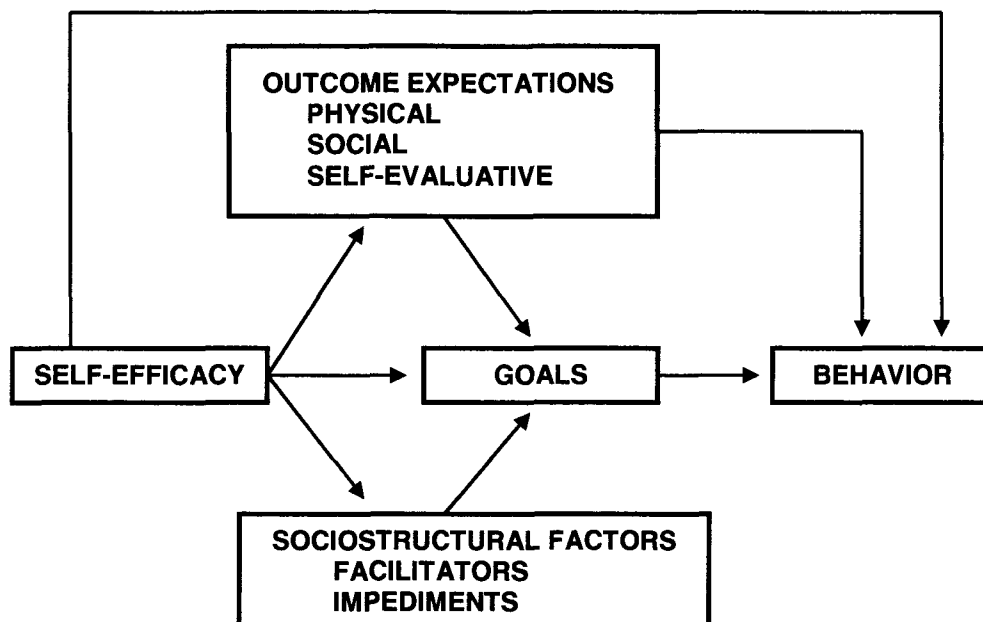 OUTCOME EXPECTATIONS
PHYSICAL
SOCIAL
SELF-EVALUATIVE
SELF-EFFICACY
GOALS
BEHAVIOR
SOCIOSTRUCTURAL FACTORS
FACILITATORS
IMPEDIMENTS